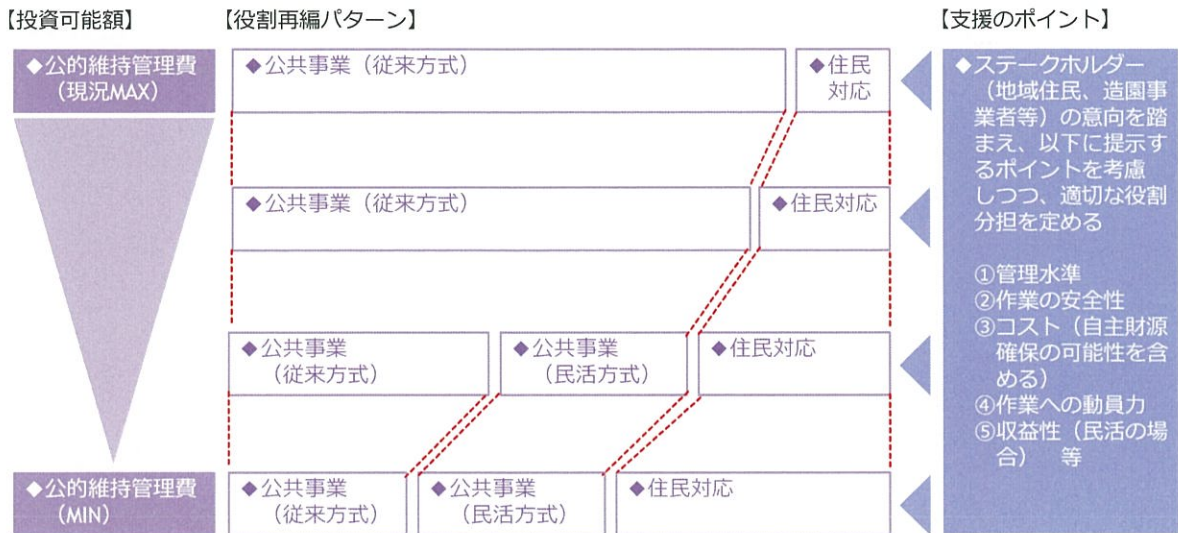 【投資可能額】
【役割再編パターン】
【支援のポイント】
◆公的維持管理費
（現況MAX）
◆公共事業（従来方式）
◆住民
対応
◆公共事業（従来方式）
◆住民対応
◆公共事業
（従来方式）
◆公共事業
（民活方式）
◆住民対応
◆公的維持管理費
（MIN）
◆公共事業
（従来方式）
◆公共事業
（民活方式）
◆住民対応
◆ステークホルダー
（地域住民、造園事
業者等）の意向を踏
まえ、以下に提示す
るポイントを考慮
しつつ、適切な役割
分担を定める
①管理水準
②作業の安全性
③コスト（自主財源
確保の可能性を含
める）
④作業への動員力
⑤収益性（民活の場
合）　等